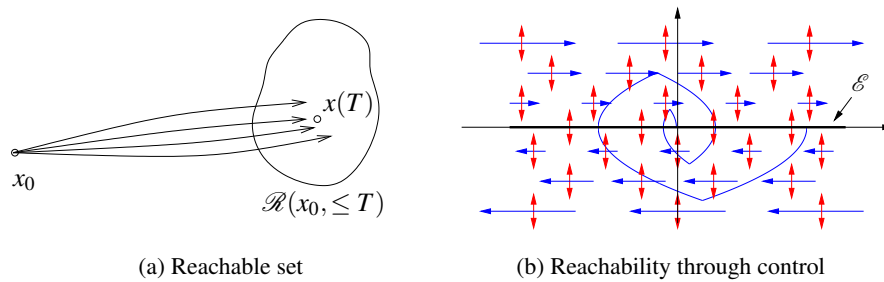 x(T)
x₀
ℛ(x₀, ≤ T)
(a) Reachable set
ℰ
(b) Reachability through control